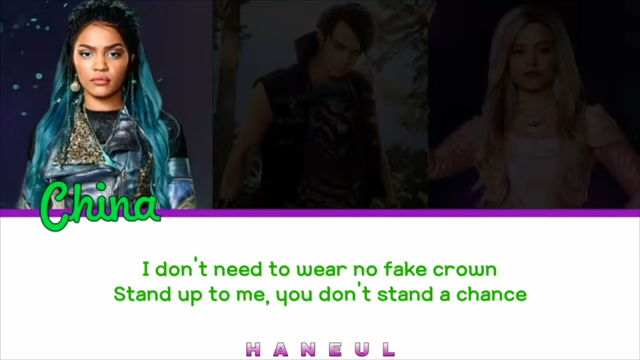 China
I don't need to wear no fake crown
Stand up to me, you don't stand a chance
HANEUL